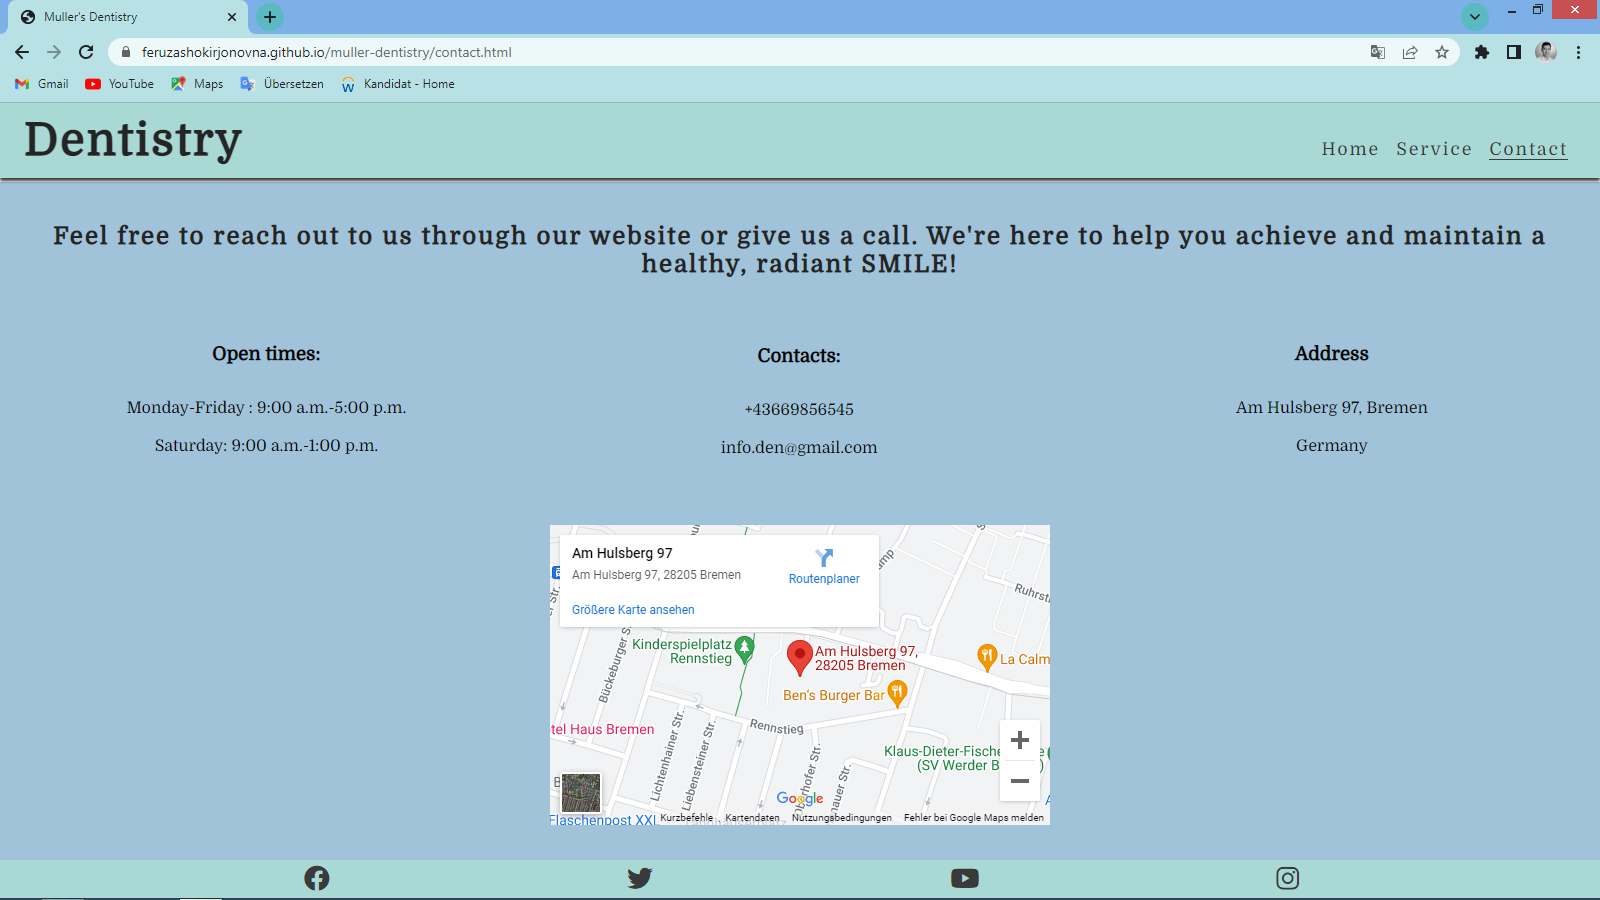 Muller's Dentistry
feruzashokirjonovna.github.io/muller-dentistry/contact.html
Gmail YouTube Maps Übersetzen Kandidat - Home
Dentistry
Home Service Contact
Feel free to reach out to us through our website or give us a call. We're here to help you achieve and maintain a
healthy, radiant SMILE!
Open times:
Monday-Friday : 9:00 a.m.-5:00 p.m.
Saturday: 9:00 a.m.-1:00 p.m.
Contacts:
+43669856545
info.den@gmail.com
Address
Am Hulsberg 97, Bremen
Germany
Am Hulsberg 97
Am Hulsberg 97, 28205 Bremen
Routenplaner
Größere Karte ansehen
Ruhrst
Bückeburger S
Kinderspielplatz
Rennstieg
Am Hulsberg 97,
28205 Bremen
La Calm
Ben's Burger Bar
tel Haus Bremen
Rennstieg
Lichtenhainer Str.
Liebensteiner Str.
Klaus-Dieter-Fische
(SV Werder B
Google
Flaschenpost XXL
Kurzbefehle Kartendaten Nutzungsbedingungen Fehler bei Google Maps melden